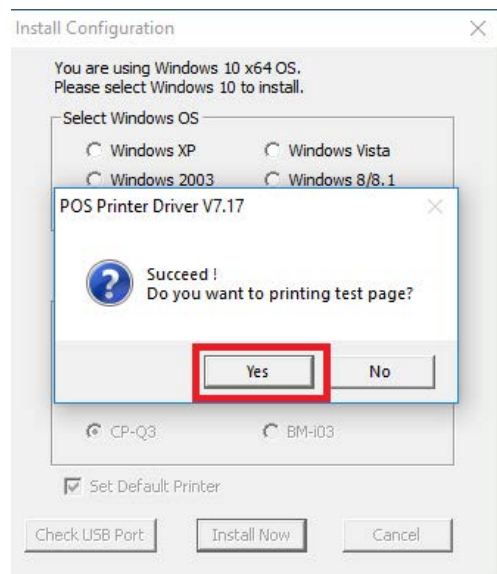 Install Configuration
You are using Windows 10 x64 OS.
Please select Windows 10 to install.
Select Windows OS
Windows XP
Windows Vista
Windows 2003
Windows 8/8.1
POS Printer Driver V7.17
Succeed !
Do you want to printing test page?
Yes
No
CP-Q3
BM-i03
Set Default Printer
Check USB Port
Install Now
Cancel